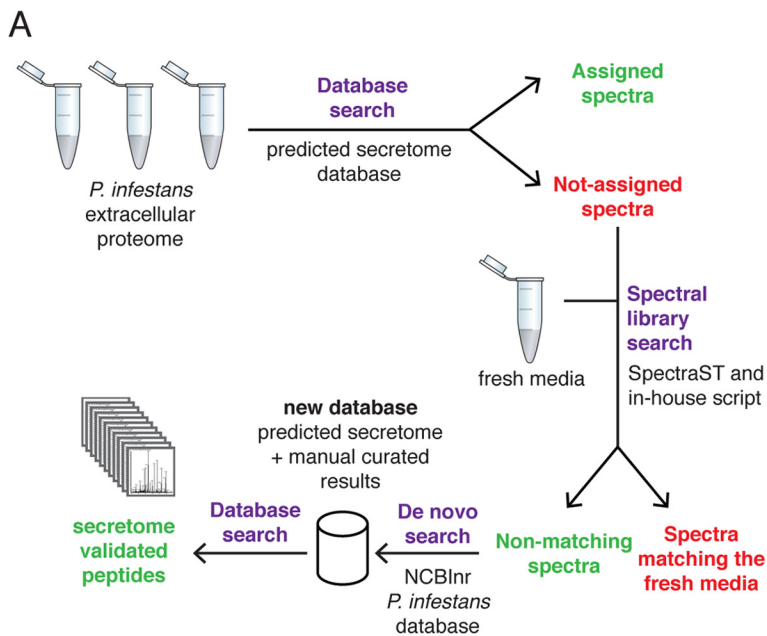 A
Database
search
predicted secretome
database
Assigned
spectra
P. infestans
extracellular
proteome
Not-assigned
spectra
fresh media
Spectral
library
search
SpectraST and
in-house script
new database
predicted secretome
+ manual curated
results
secretome
validated
peptides
Database
search
De novo
search
NCBInr
P. infestans
database
Non-matching
spectra
Spectra
matching the
fresh media